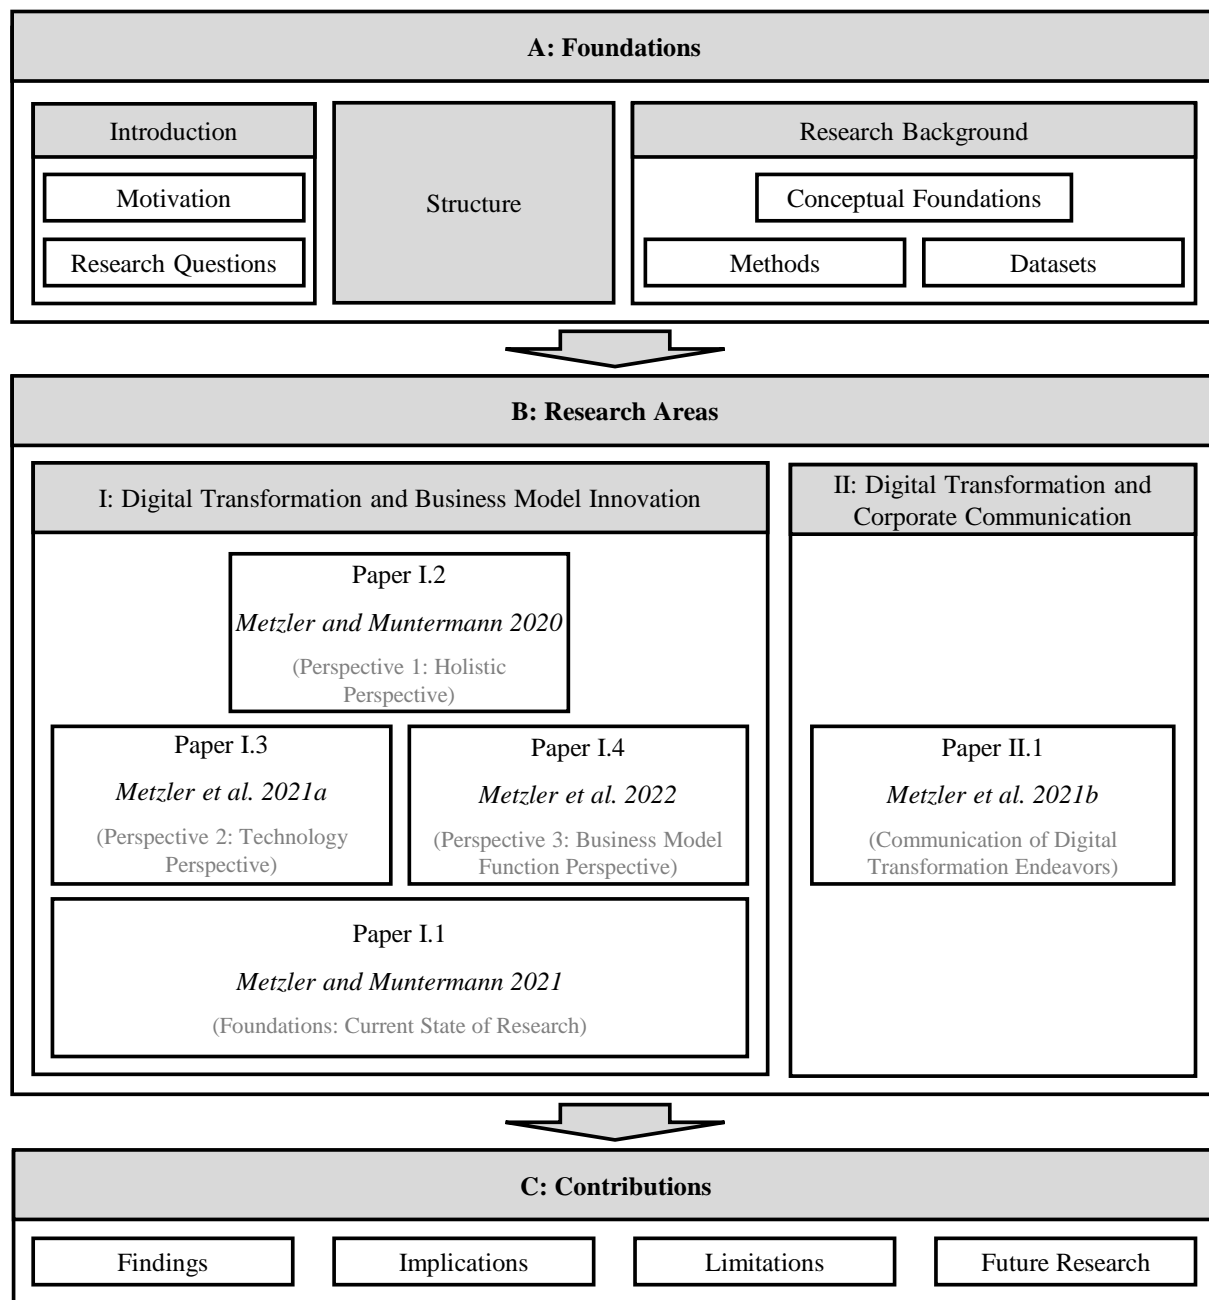 A: Foundations
Introduction
Motivation
Research Questions
Structure
Research Background
Conceptual Foundations
Methods
Datasets
B: Research Areas
I: Digital Transformation and Business Model Innovation
Paper I.2
Metzler and Muntermann 2020
(Perspective 1: Holistic
Perspective)
Paper I.3
Metzler et al. 2021a
(Perspective 2: Technology
Perspective)
Paper I.4
Metzler et al. 2022
(Perspective 3: Business Model
Function Perspective)
Paper I.1
Metzler and Muntermann 2021
(Foundations: Current State of Research)
II: Digital Transformation and
Corporate Communication
Paper II.1
Metzler et al. 2021b
(Communication of Digital
Transformation Endeavors)
C: Contributions
Findings
Implications
Limitations
Future Research